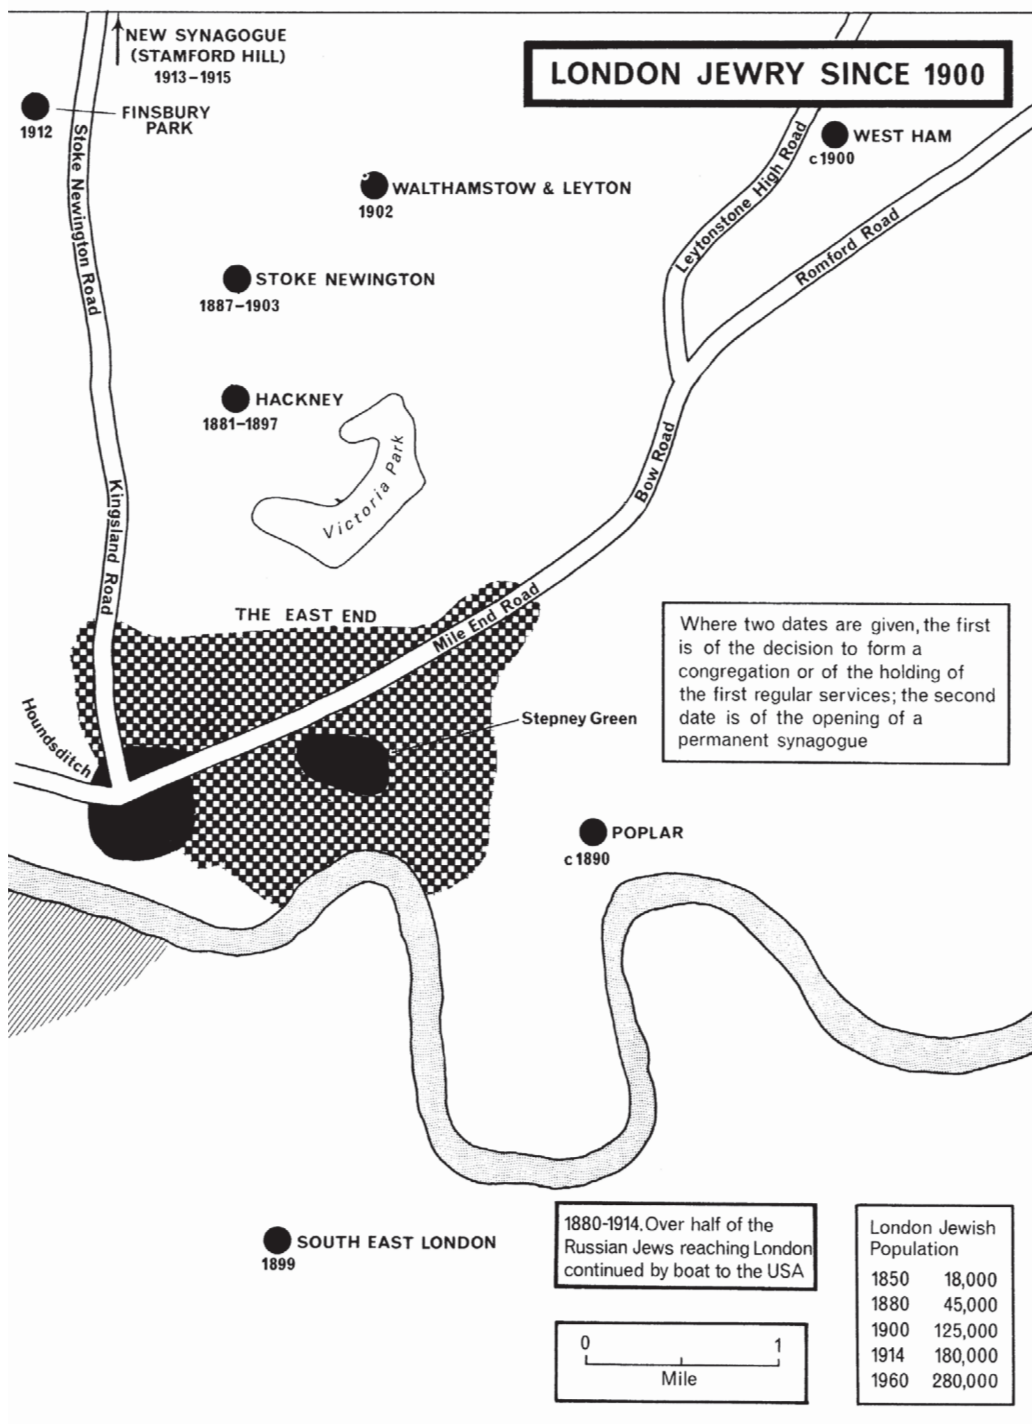 NEW SYNAGOGUE
(STAMFORD HILL)
1913–1915
LONDON JEWRY SINCE 1900
FINSBURY
PARK
1912
WEST HAM
c1900
WALTHAMSTOW & LEYTON
1902
Stoke Newington Road
Leytonstone High Road
Romford Road
STOKE NEWINGTON
1887–1903
HACKNEY
1881–1897
Victoria Park
Bow Road
Kingsland Road
THE EAST END
Mile End Road
Where two dates are given, the first
is of the decision to form a
congregation or of the holding of
the first regular services; the second
date is of the opening of a
permanent synagogue
Houndsditch
Stepney Green
POPLAR
c1890
SOUTH EAST LONDON
1899
1880-1914. Over half of the
Russian Jews reaching London
continued by boat to the USA
0 1
Mile
London Jewish
Population
1850 18,000
1880 45,000
1900 125,000
1914 180,000
1960 280,000